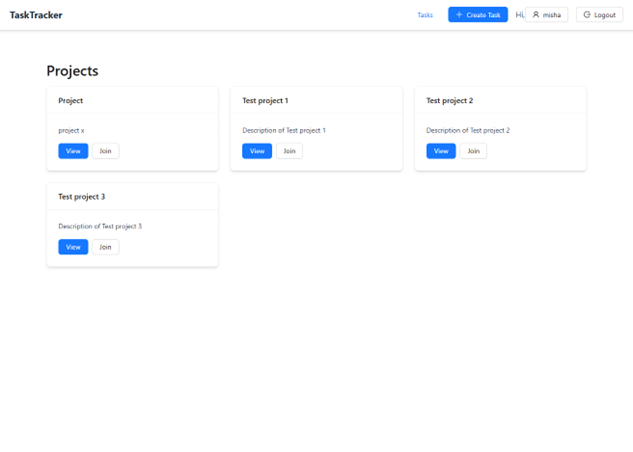 TaskTracker
Tasks
Create Task
Hi,
misha
Logout
Projects
Project
project x
View
Join
Test project 1
Description of Test project 1
View
Join
Test project 2
Description of Test project 2
View
Join
Test project 3
Description of Test project 3
View
Join